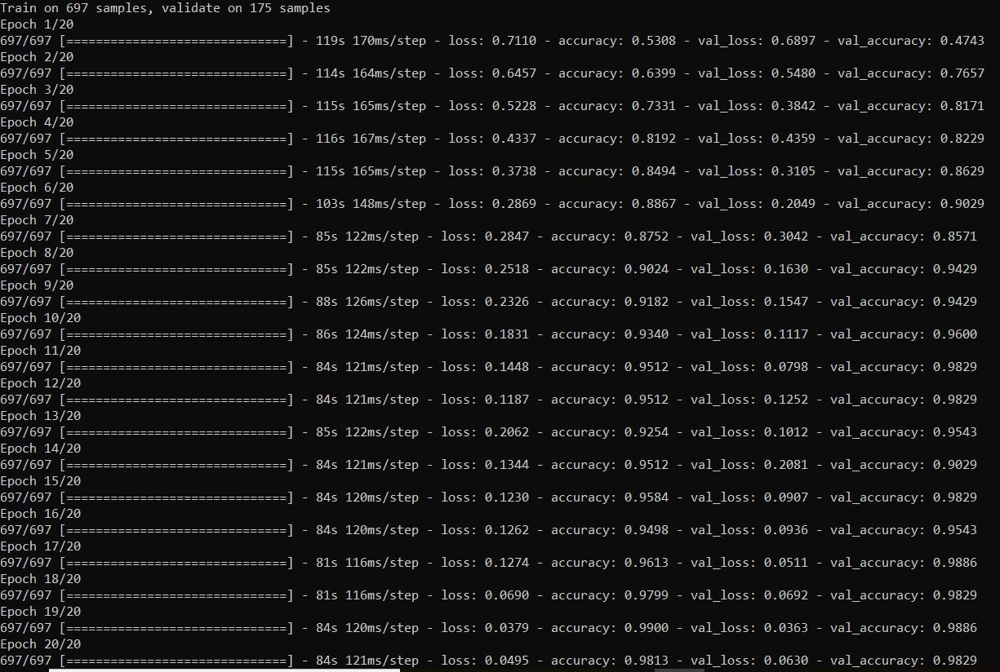 Train on 697 samples, validate on 175 samples
Epoch 1/20
697/697 [==============================] - 119s 170ms/step - loss: 0.7110 - accuracy: 0.5308 - val_loss: 0.6897 - val_accuracy: 0.4743
Epoch 2/20
697/697 [==============================] - 114s 164ms/step - loss: 0.6457 - accuracy: 0.6399 - val_loss: 0.5480 - val_accuracy: 0.7657
Epoch 3/20
697/697 [==============================] - 115s 165ms/step - loss: 0.5228 - accuracy: 0.7331 - val_loss: 0.3842 - val_accuracy: 0.8171
Epoch 4/20
697/697 [==============================] - 116s 167ms/step - loss: 0.4337 - accuracy: 0.8192 - val_loss: 0.4359 - val_accuracy: 0.8229
Epoch 5/20
697/697 [==============================] - 115s 165ms/step - loss: 0.3738 - accuracy: 0.8494 - val_loss: 0.3105 - val_accuracy: 0.8629
Epoch 6/20
697/697 [==============================] - 103s 148ms/step - loss: 0.2869 - accuracy: 0.8867 - val_loss: 0.2049 - val_accuracy: 0.9029
Epoch 7/20
697/697 [==============================] - 85s 122ms/step - loss: 0.2847 - accuracy: 0.8752 - val_loss: 0.3042 - val_accuracy: 0.8571
Epoch 8/20
697/697 [==============================] - 85s 122ms/step - loss: 0.2518 - accuracy: 0.9024 - val_loss: 0.1630 - val_accuracy: 0.9429
Epoch 9/20
697/697 [==============================] - 88s 126ms/step - loss: 0.2326 - accuracy: 0.9182 - val_loss: 0.1547 - val_accuracy: 0.9429
Epoch 10/20
697/697 [==============================] - 86s 124ms/step - loss: 0.1831 - accuracy: 0.9340 - val_loss: 0.1117 - val_accuracy: 0.9600
Epoch 11/20
697/697 [==============================] - 84s 121ms/step - loss: 0.1448 - accuracy: 0.9512 - val_loss: 0.0798 - val_accuracy: 0.9829
Epoch 12/20
697/697 [==============================] - 84s 121ms/step - loss: 0.1187 - accuracy: 0.9512 - val_loss: 0.1252 - val_accuracy: 0.9829
Epoch 13/20
697/697 [==============================] - 85s 122ms/step - loss: 0.2062 - accuracy: 0.9254 - val_loss: 0.1012 - val_accuracy: 0.9543
Epoch 14/20
697/697 [==============================] - 84s 121ms/step - loss: 0.1344 - accuracy: 0.9512 - val_loss: 0.2081 - val_accuracy: 0.9029
Epoch 15/20
697/697 [==============================] - 84s 120ms/step - loss: 0.1230 - accuracy: 0.9584 - val_loss: 0.0907 - val_accuracy: 0.9829
Epoch 16/20
697/697 [==============================] - 84s 120ms/step - loss: 0.1262 - accuracy: 0.9498 - val_loss: 0.0936 - val_accuracy: 0.9543
Epoch 17/20
697/697 [==============================] - 81s 116ms/step - loss: 0.1274 - accuracy: 0.9613 - val_loss: 0.0511 - val_accuracy: 0.9886
Epoch 18/20
697/697 [==============================] - 81s 116ms/step - loss: 0.0690 - accuracy: 0.9799 - val_loss: 0.0692 - val_accuracy: 0.9829
Epoch 19/20
697/697 [==============================] - 84s 120ms/step - loss: 0.0379 - accuracy: 0.9900 - val_loss: 0.0363 - val_accuracy: 0.9886
Epoch 20/20
697/697 [==============================] - 84s 121ms/step - loss: 0.0495 - accuracy: 0.9813 - val_loss: 0.0630 - val_accuracy: 0.9829